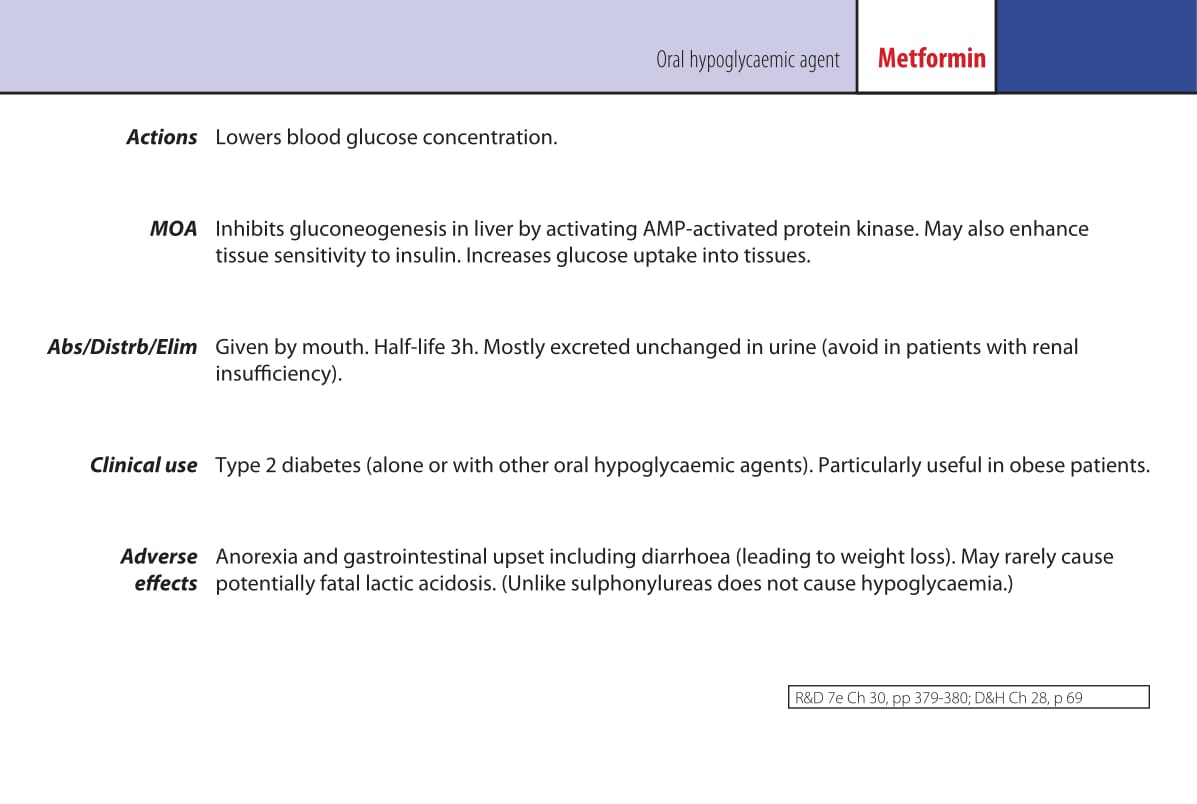 Oral hypoglycaemic agent Metformin
Actions Lowers blood glucose concentration.
MOA Inhibits gluconeogenesis in liver by activating AMP-activated protein kinase. May also enhance
tissue sensitivity to insulin. Increases glucose uptake into tissues.
Abs/Distrb/Elim Given by mouth. Half-life 3h. Mostly excreted unchanged in urine (avoid in patients with renal
insufficiency).
Clinical use Type 2 diabetes (alone or with other oral hypoglycaemic agents). Particularly useful in obese patients.
Adverse Anorexia and gastrointestinal upset including diarrhoea (leading to weight loss). May rarely cause
effects potentially fatal lactic acidosis. (Unlike sulphonylureas does not cause hypoglycaemia.)
R&D 7e Ch 30, pp 379-380; D&H Ch 28, p 69